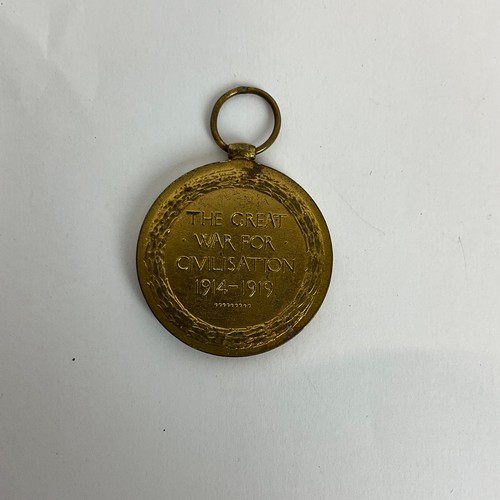 THE GREAT
WAR FOR
CIVILISATION
1914-1919